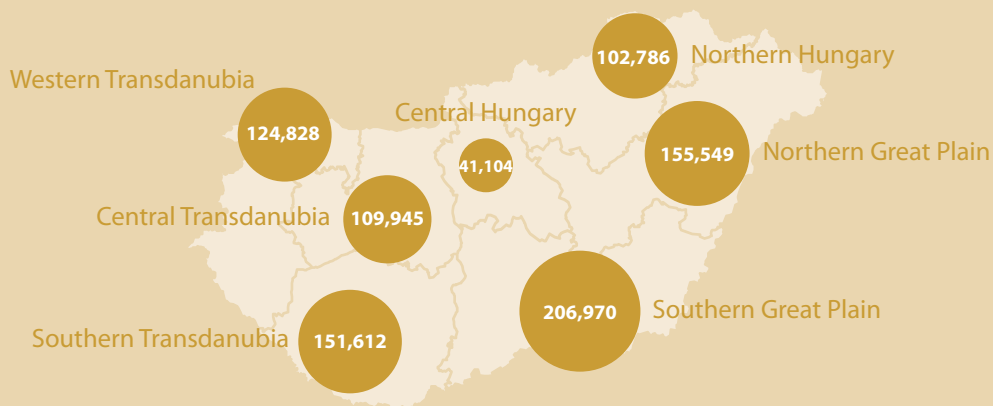 102,786 Northern Hungary
Western Transdanubia
124,828
Central Hungary
41,104
155,549 Northern Great Plain
Central Transdanubia 109,945
206,970 Southern Great Plain
Southern Transdanubia 151,612